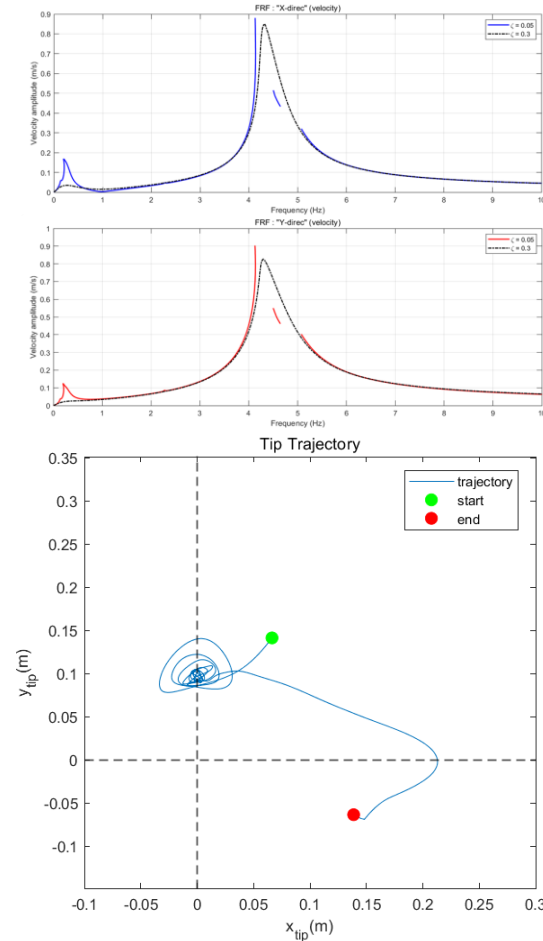 FRF : "X-direc" (velocity)
Velocity amplitude (m/s)
0.9
0.8
0.7
0.6
0.5
0.4
0.3
0.2
0.1
0
ζ = 0.05
ζ = 0.3
0 1 2 3 4 5 6 7 8 9 10
Frequency (Hz)
FRF : "Y-direc" (velocity)
Velocity amplitude (m/s)
1
0.9
0.8
0.7
0.6
0.5
0.4
0.3
0.2
0.1
0
ζ = 0.05
ζ = 0.3
0 1 2 3 4 5 6 7 8 9 10
Frequency (Hz)
Tip Trajectory
y_tip(m)
0.35
0.3
0.25
0.2
0.15
0.1
0.05
0
-0.05
-0.1
trajectory
start
end
-0.1 -0.05 0 0.05 0.1 0.15 0.2 0.25 0.3
x_tip(m)